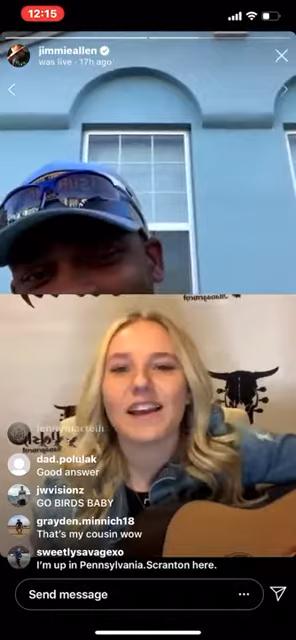 12:15
jimmieallen
was live · 17h ago
lennymarteili
dad.polulak
Good answer
jwvisionz
GO BIRDS BABY
grayden.minnich18
That's my cousin wow
sweetlysavagexo
I'm up in Pennsylvania.Scranton here.
Send message